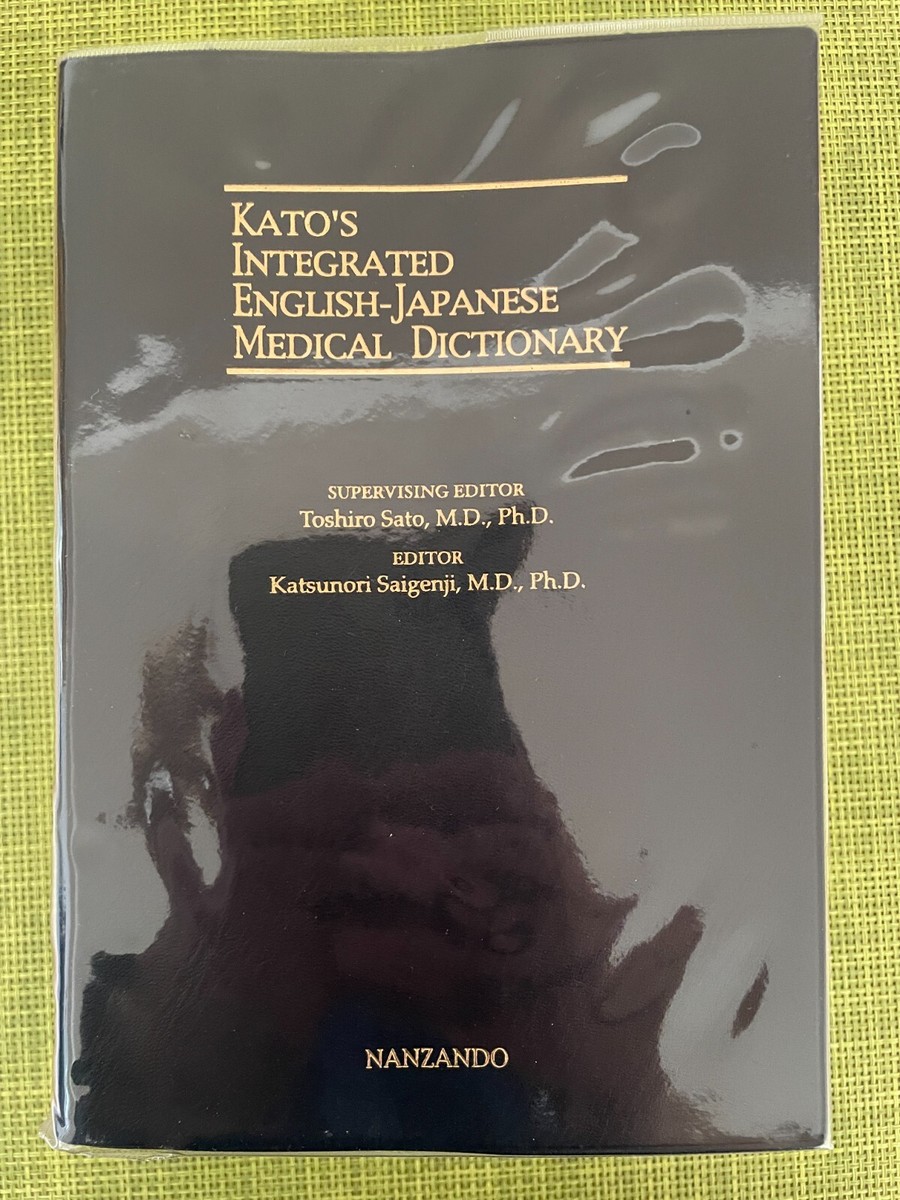 KATO'S
INTEGRATED
ENGLISH-JAPANESE
MEDICAL DICTIONARY
SUPERVISING EDITOR
Toshiro Sato, M.D., Ph.D.
EDITOR
Katsunori Saigenji, M.D., Ph.D.
NANZANDO